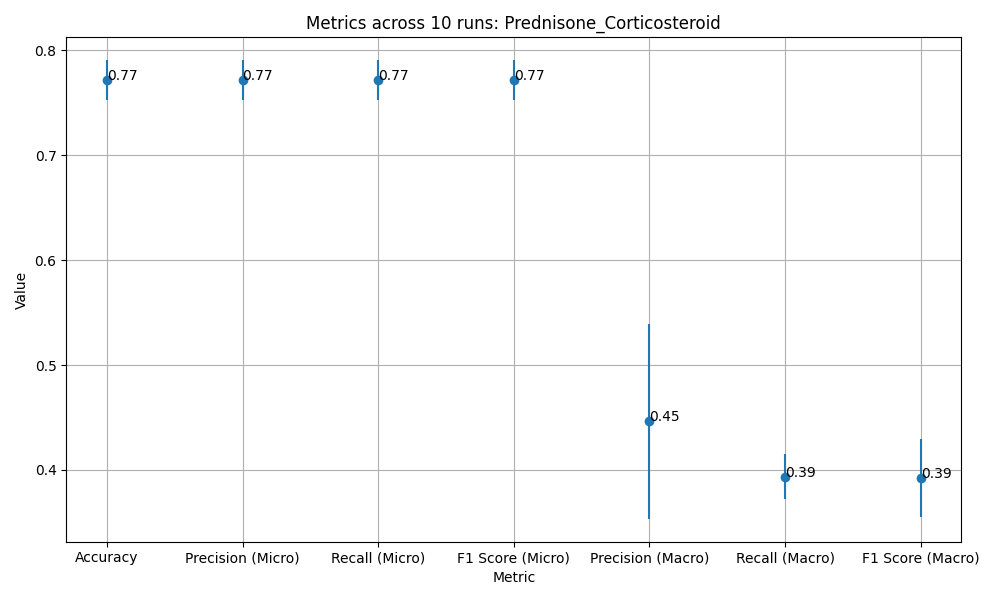 Metrics across 10 runs: Prednisone_Corticosteroid
Value
0.8
0.7
0.6
0.5
0.4
0.77
0.77
0.77
0.77
0.45
0.39
0.39
Accuracy
Precision (Micro)
Recall (Micro)
F1 Score (Micro)
Precision (Macro)
Recall (Macro)
F1 Score (Macro)
Metric